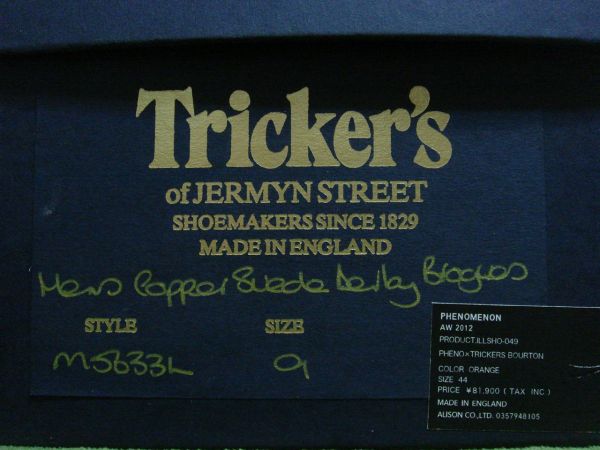 Tricker's
of JERMYN STREET
SHOEMAKERS SINCE 1829
MADE IN ENGLAND
Mens Copper Suede Derby Brogues
STYLE SIZE
M5633L 9
PHENOMENON
AW 2012
PRODUCT.ILLSHO-049
PHENO×TRICKERS BOURTON
COLOR ORANGE
SIZE 44
PRICE ¥81,900 ( TAX INC.)
MADE IN ENGLAND
ALISON CO.,LTD. 0357948105